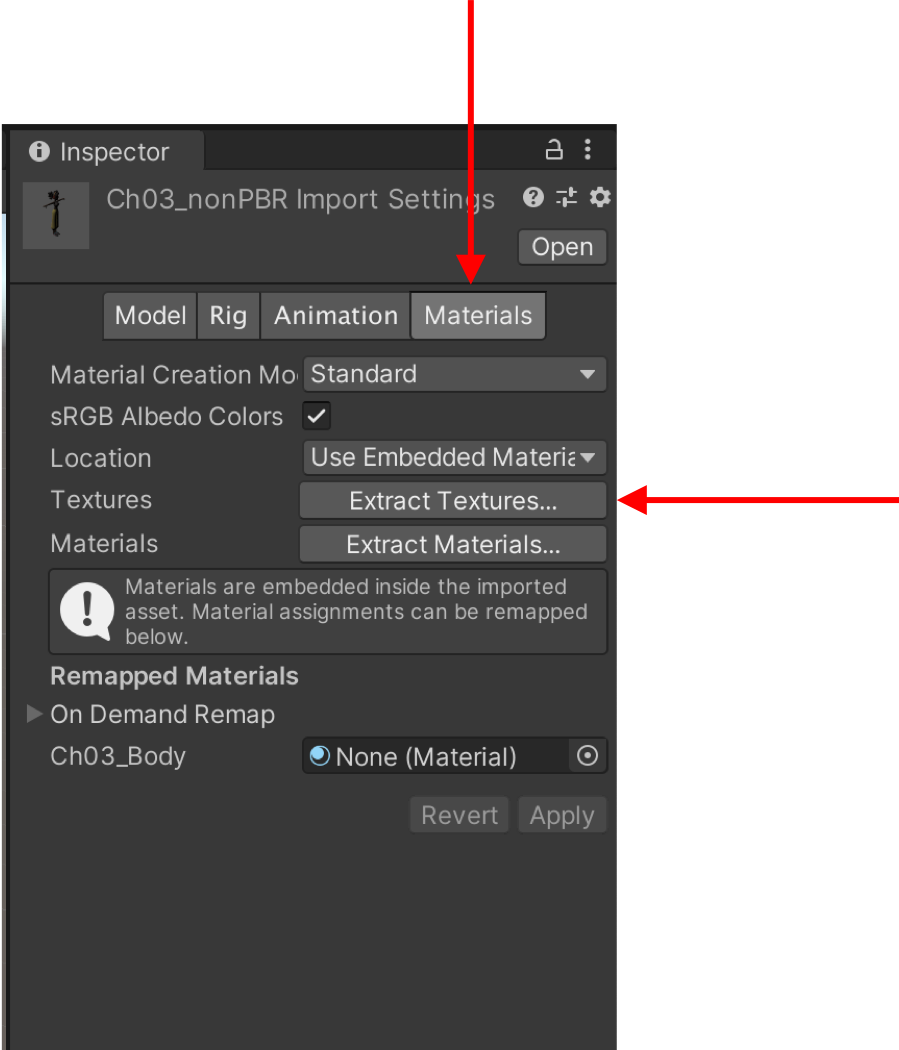 Inspector
Ch03_nonPBR Import Settings
Open
Model Rig Animation Materials
Material Creation Mo Standard
sRGB Albedo Colors
Location Use Embedded Materia
Textures Extract Textures...
Materials Extract Materials...
Materials are embedded inside the imported
asset. Material assignments can be remapped
below.
Remapped Materials
On Demand Remap
Ch03_Body None (Material)
Revert Apply